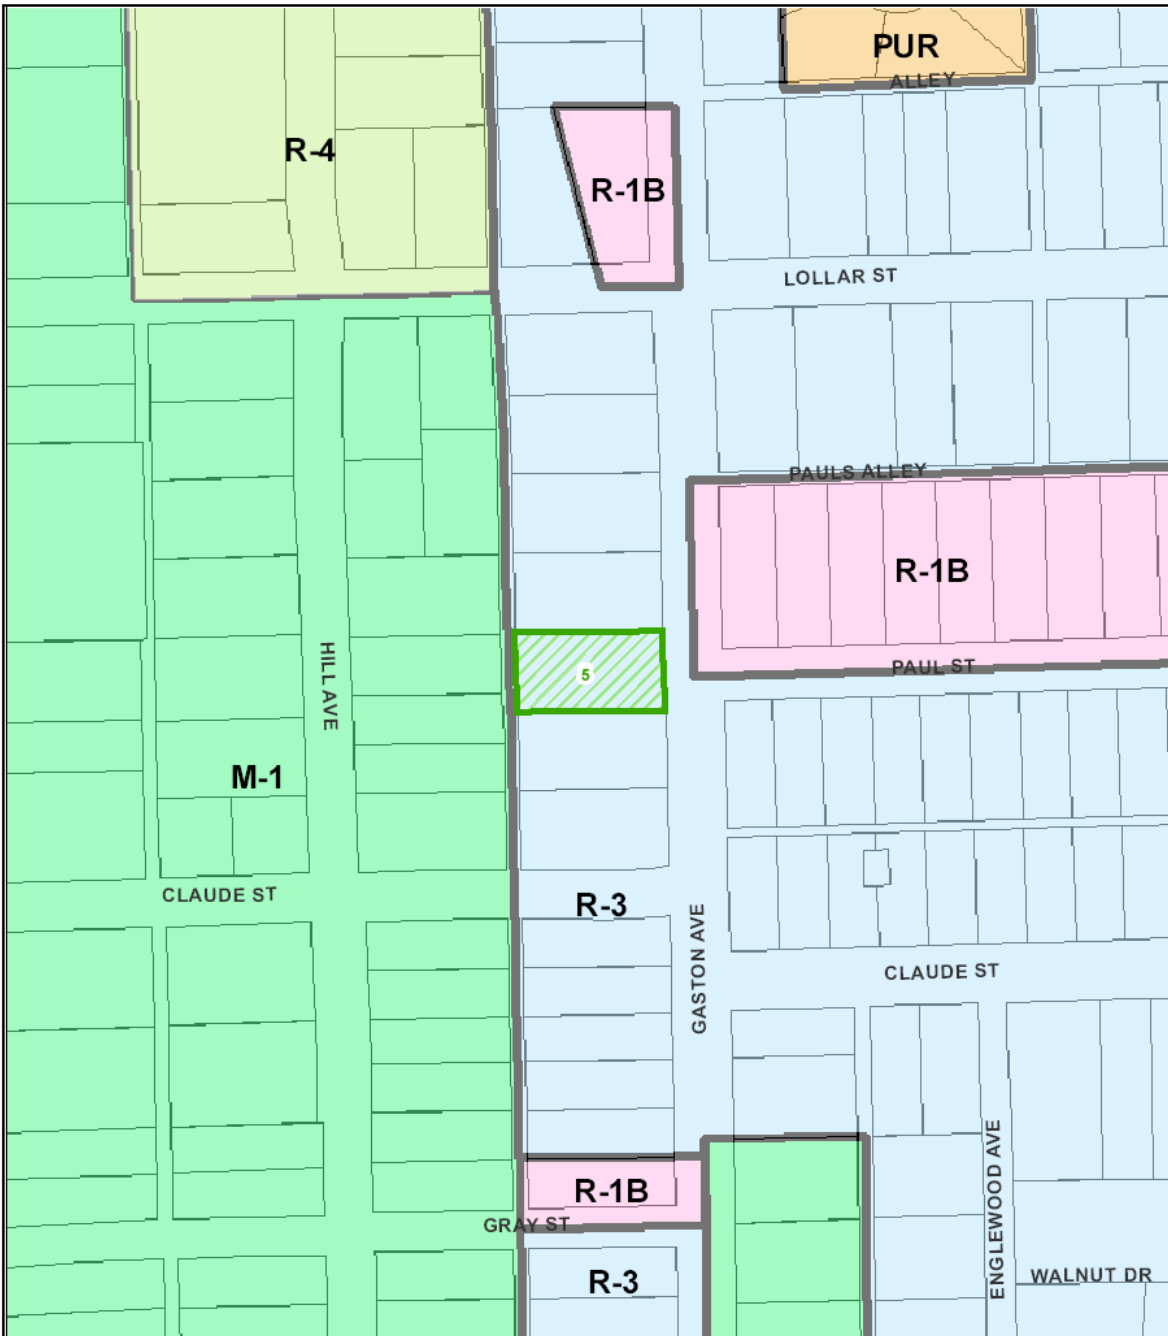 PUR
ALLEY
R-4
R-1B
LOLLAR ST
PAULS ALLEY
R-1B
PAUL ST
5
HILL AVE
M-1
CLAUDE ST
R-3
GASTON AVE
CLAUDE ST
ENGLEWOOD AVE
R-1B
GRAY ST
R-3
WALNUT DR